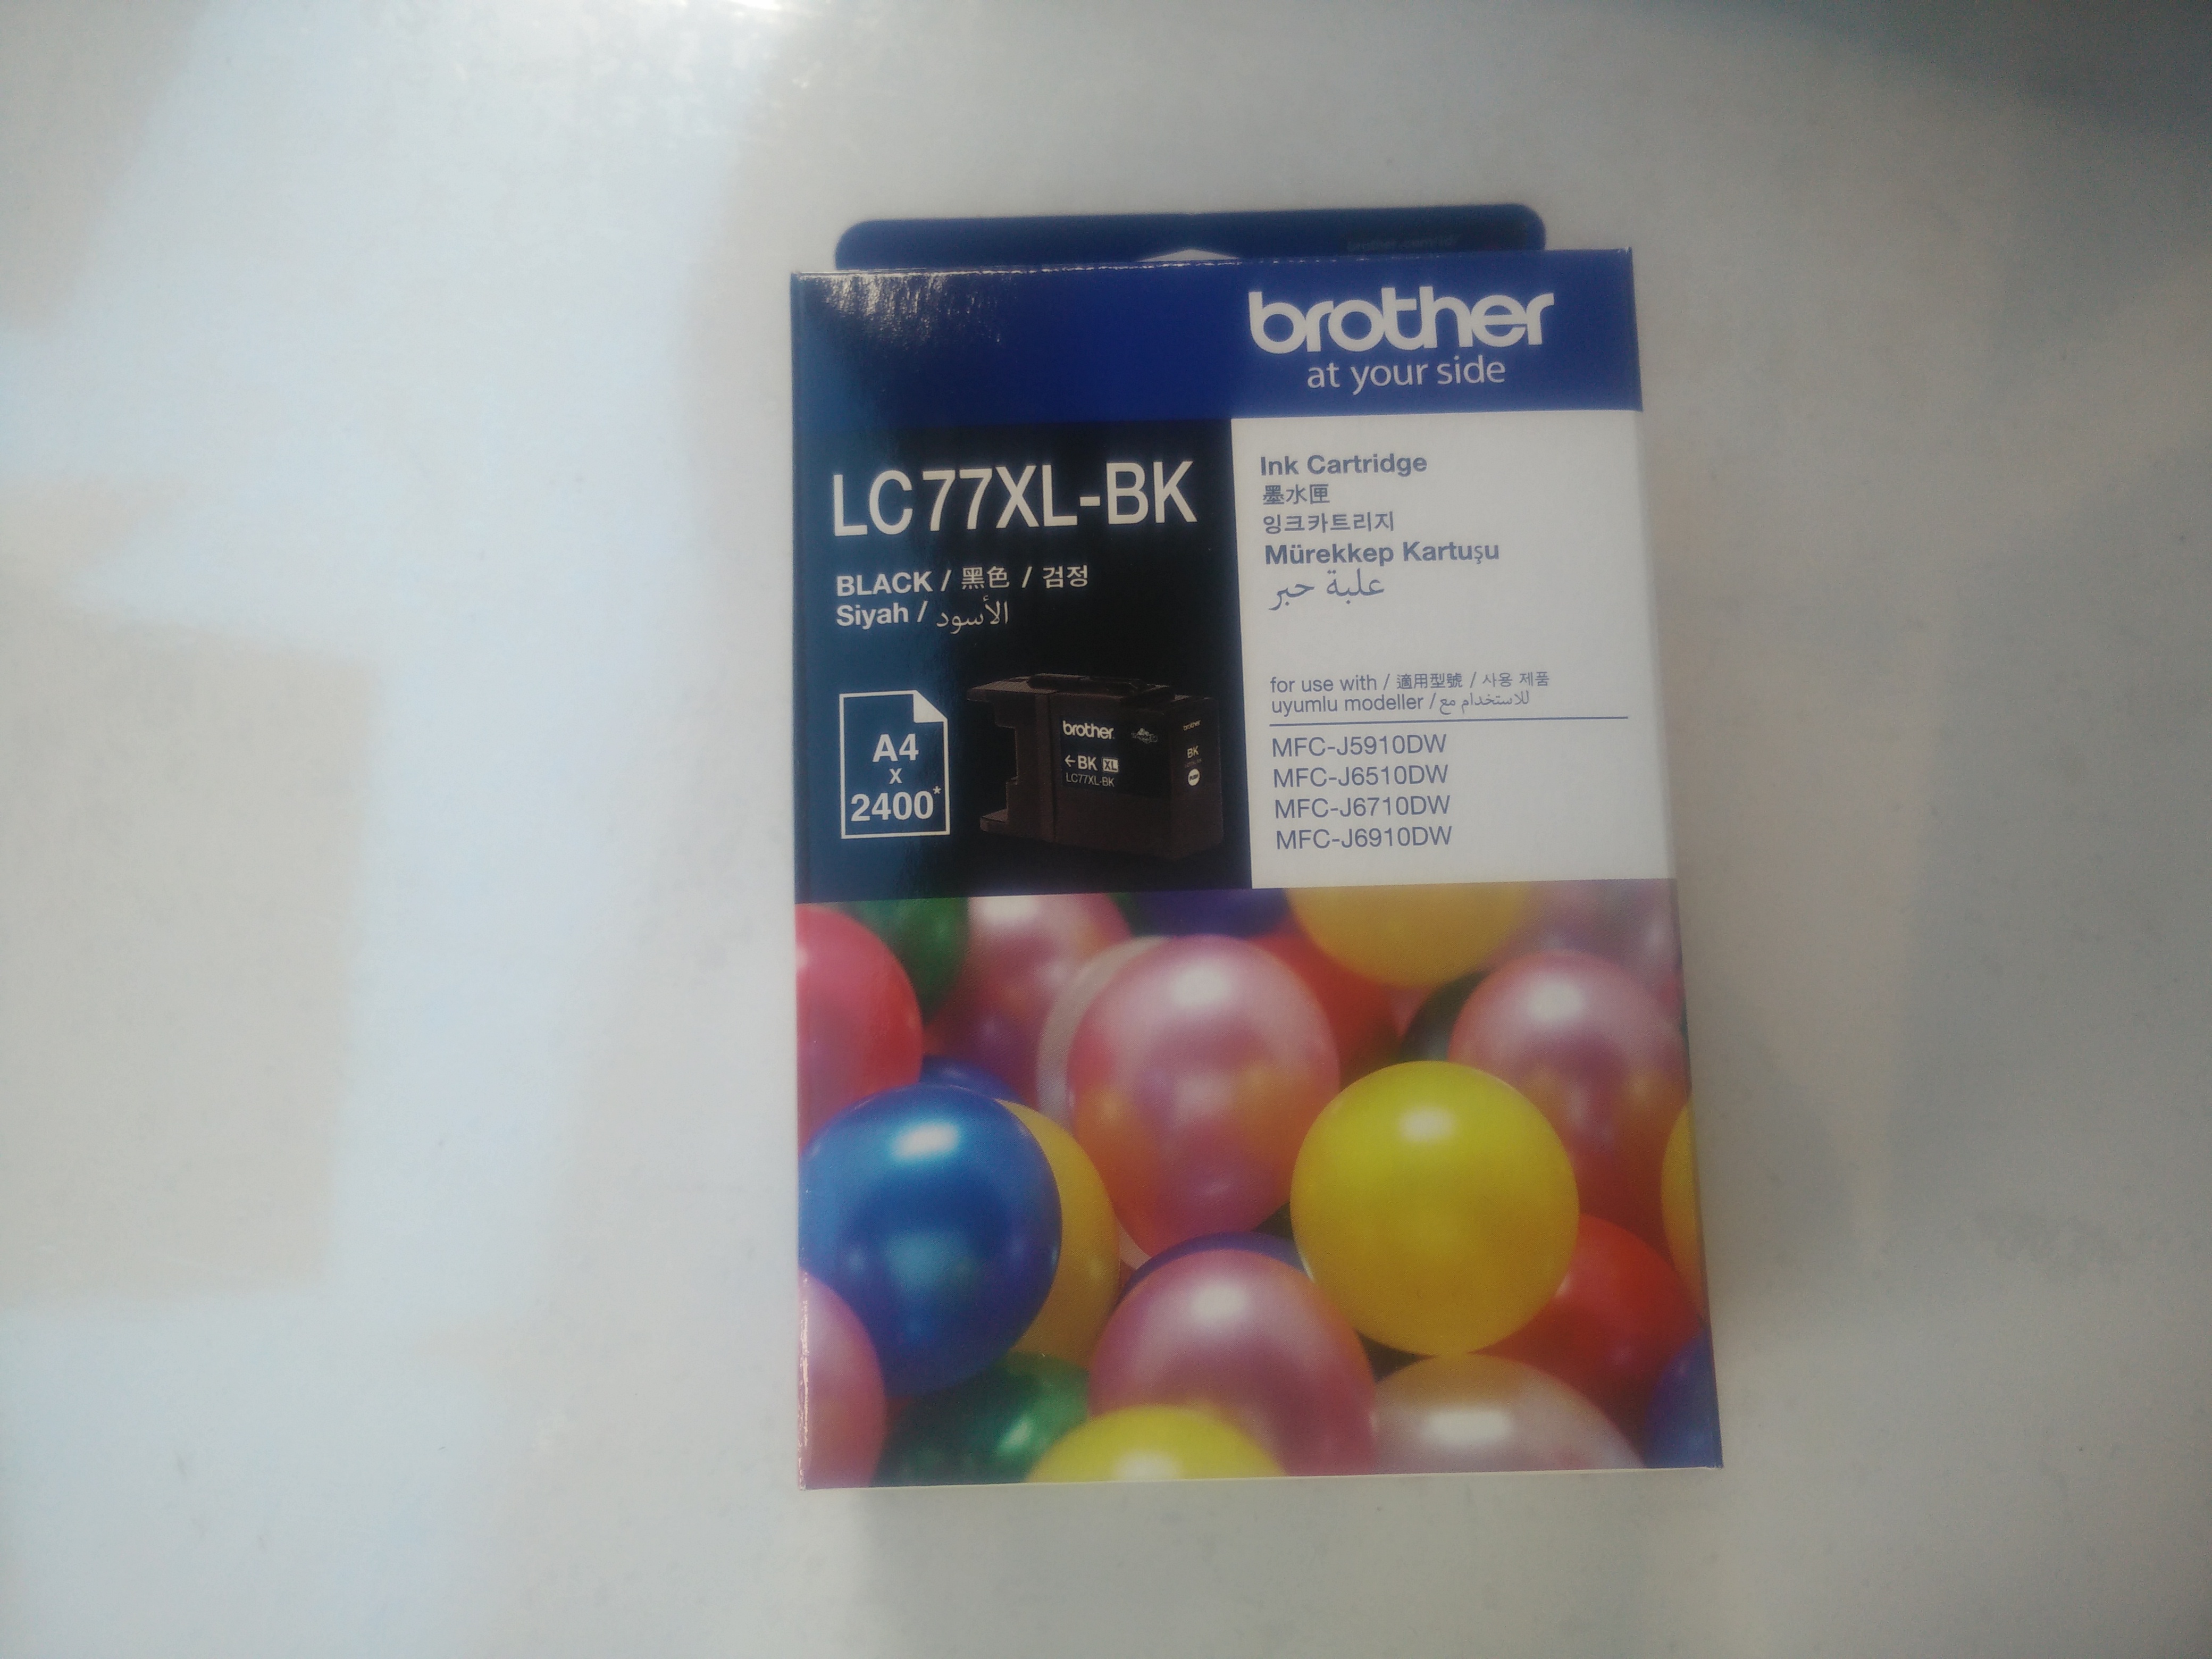 brother
at your side
LC77XL-BK
BLACK / 黑色 / 검정
Siyah / الأسود
A4
x
2400*
brother
←BK XL
LC77XL-BK
brother
BK
Ink Cartridge
墨水匣
잉크카트리지
Mürekkep Kartuşu
علبة حبر
for use with / 適用型號 / 사용 제품
uyumlu modeller / للاستخدام مع
MFC-J5910DW
MFC-J6510DW
MFC-J6710DW
MFC-J6910DW